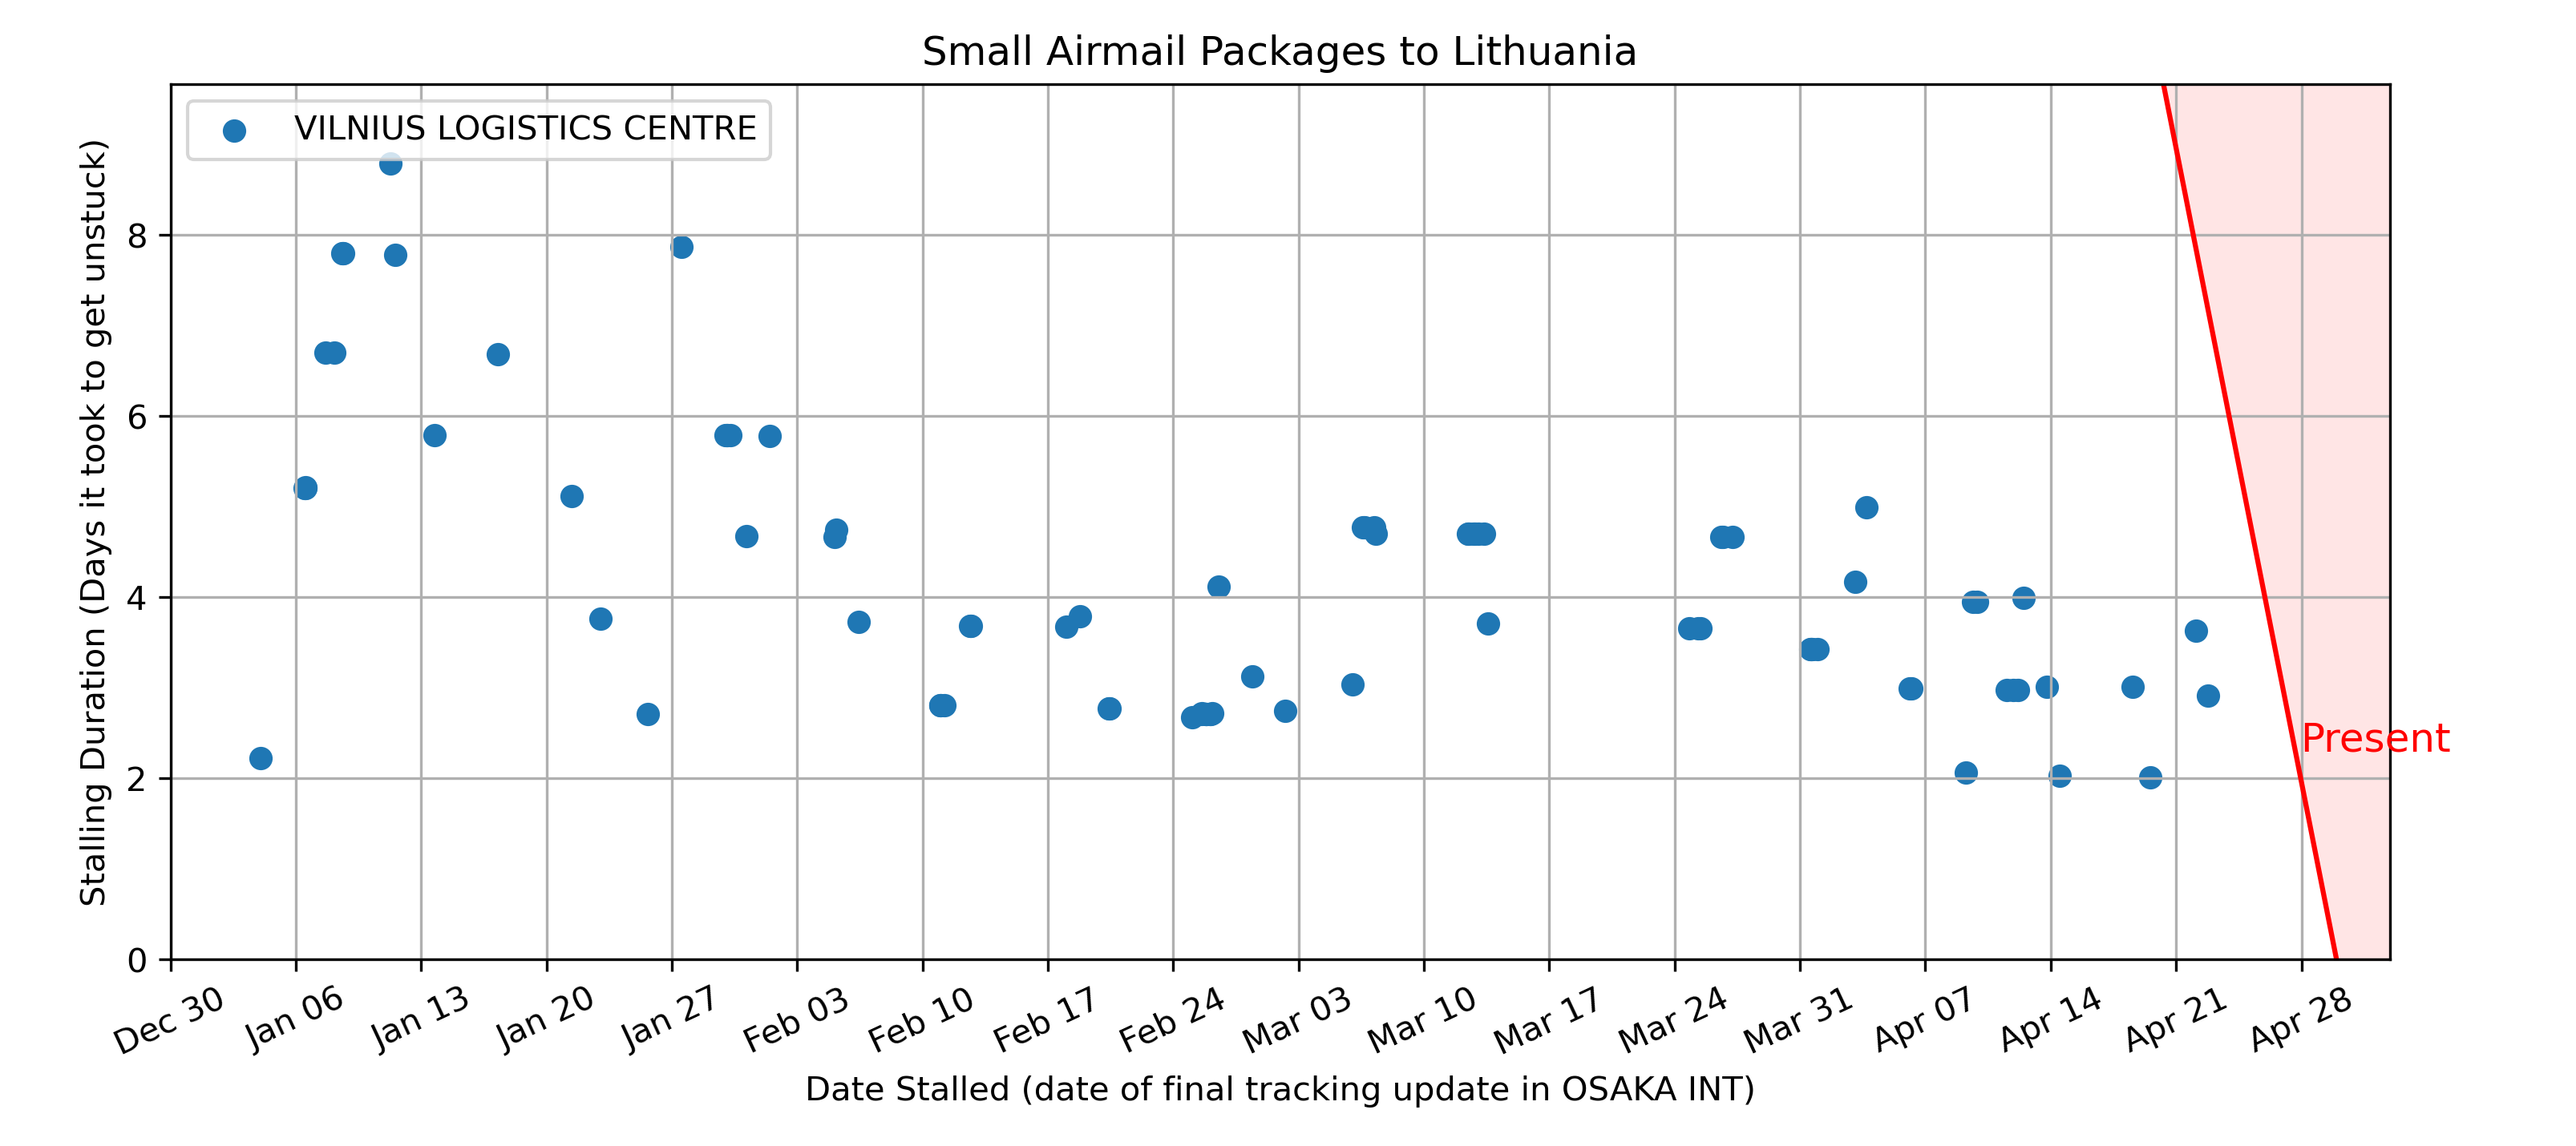 Small Airmail Packages to Lithuania
VILNIUS LOGISTICS CENTRE
Stalling Duration (Days it took to get unstuck)
8
6
4
2
0
Present
Dec 30
Jan 06
Jan 13
Jan 20
Jan 27
Feb 03
Feb 10
Feb 17
Feb 24
Mar 03
Mar 10
Mar 17
Mar 24
Mar 31
Apr 07
Apr 14
Apr 21
Apr 28
Date Stalled (date of final tracking update in OSAKA INT)